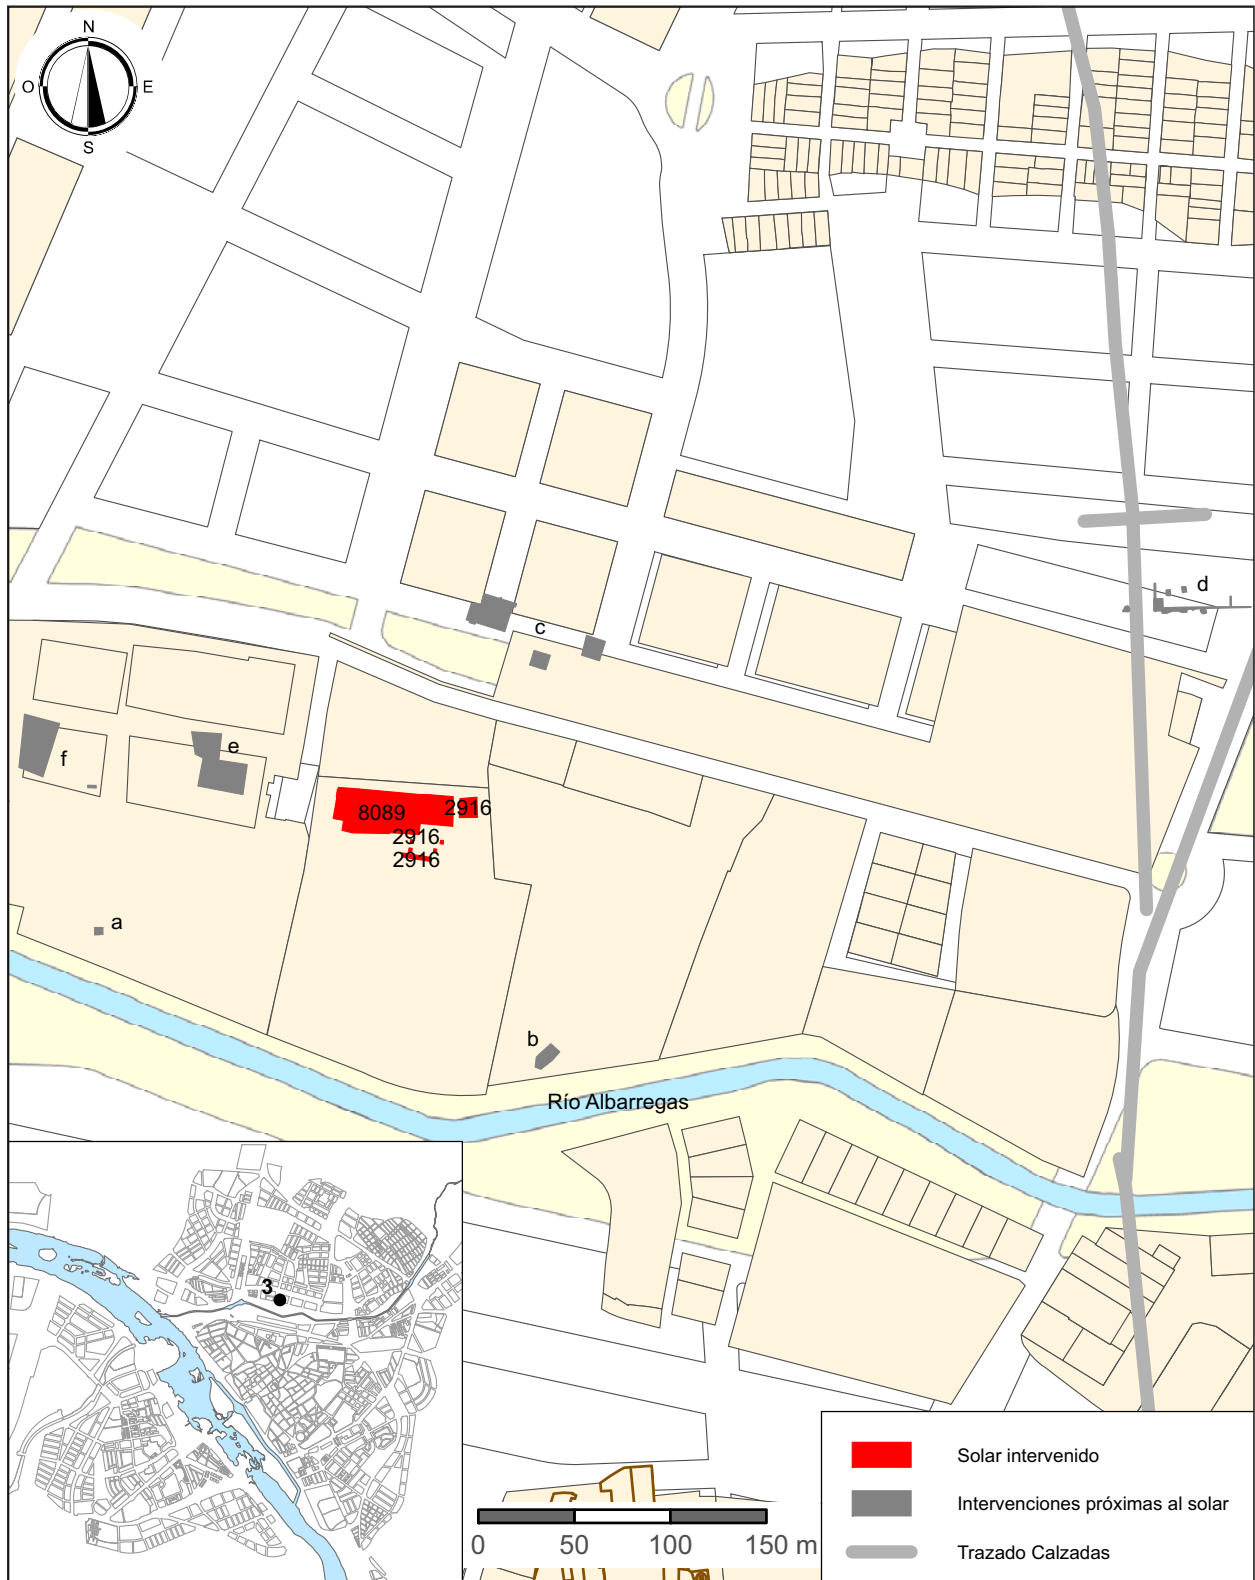 N
O
E
S
d
c
e
f
8089
2916
2916
2916
a
b
Río Albarregas
3
0 50 100 150 m
Solar intervenido
Intervenciones próximas al solar
Trazado Calzadas